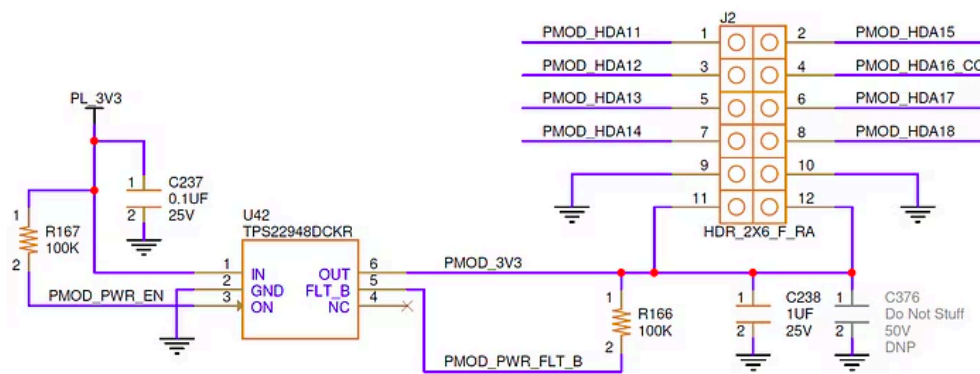 J2
PMOD_HDA11 1 2 PMOD_HDA15
PMOD_HDA12 3 4 PMOD_HDA16_CC
PMOD_HDA13 5 6 PMOD_HDA17
PMOD_HDA14 7 8 PMOD_HDA18
9 10
11 12
HDR_2X6_F_RA
PL_3V3
1 C237
0.1UF
2 25V
1 R167
100K
2
U42
TPS22948DCKR
1 IN OUT 6 PMOD_3V3
2 GND FLT_B 5
PMOD_PWR_EN 3 ON NC 4
1 R166
100K
2
PMOD_PWR_FLT_B
1 C238
1UF
2 25V
1 C376
Do Not Stuff
2 50V
DNP